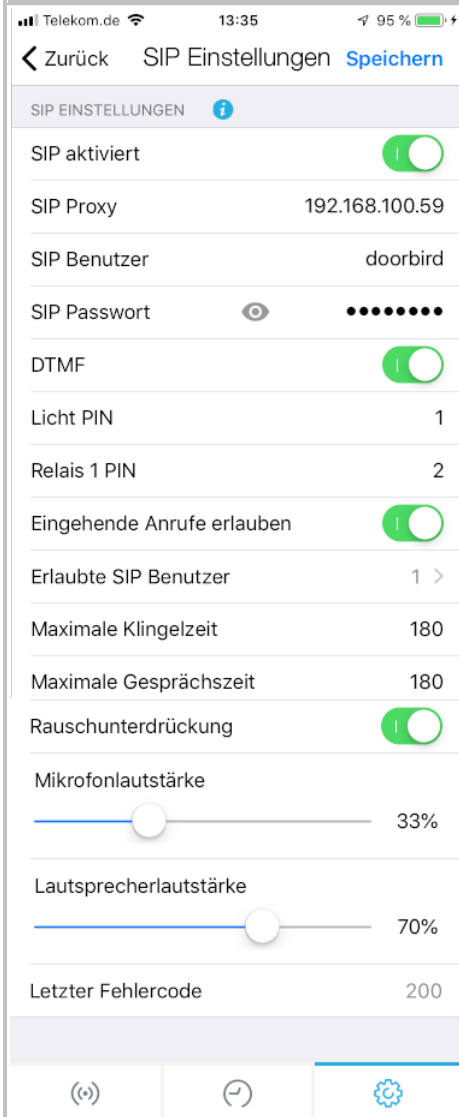 Telekom.de 13:35 95 %
Zurück SIP Einstellungen Speichern
SIP EINSTELLUNGEN i
SIP aktiviert
SIP Proxy 192.168.100.59
SIP Benutzer doorbird
SIP Passwort ••••••••
DTMF
Licht PIN 1
Relais 1 PIN 2
Eingehende Anrufe erlauben
Erlaubte SIP Benutzer 1 >
Maximale Klingelzeit 180
Maximale Gesprächszeit 180
Rauschunterdrückung
Mikrofonlautstärke
33%
Lautsprecherlautstärke
70%
Letzter Fehlercode 200